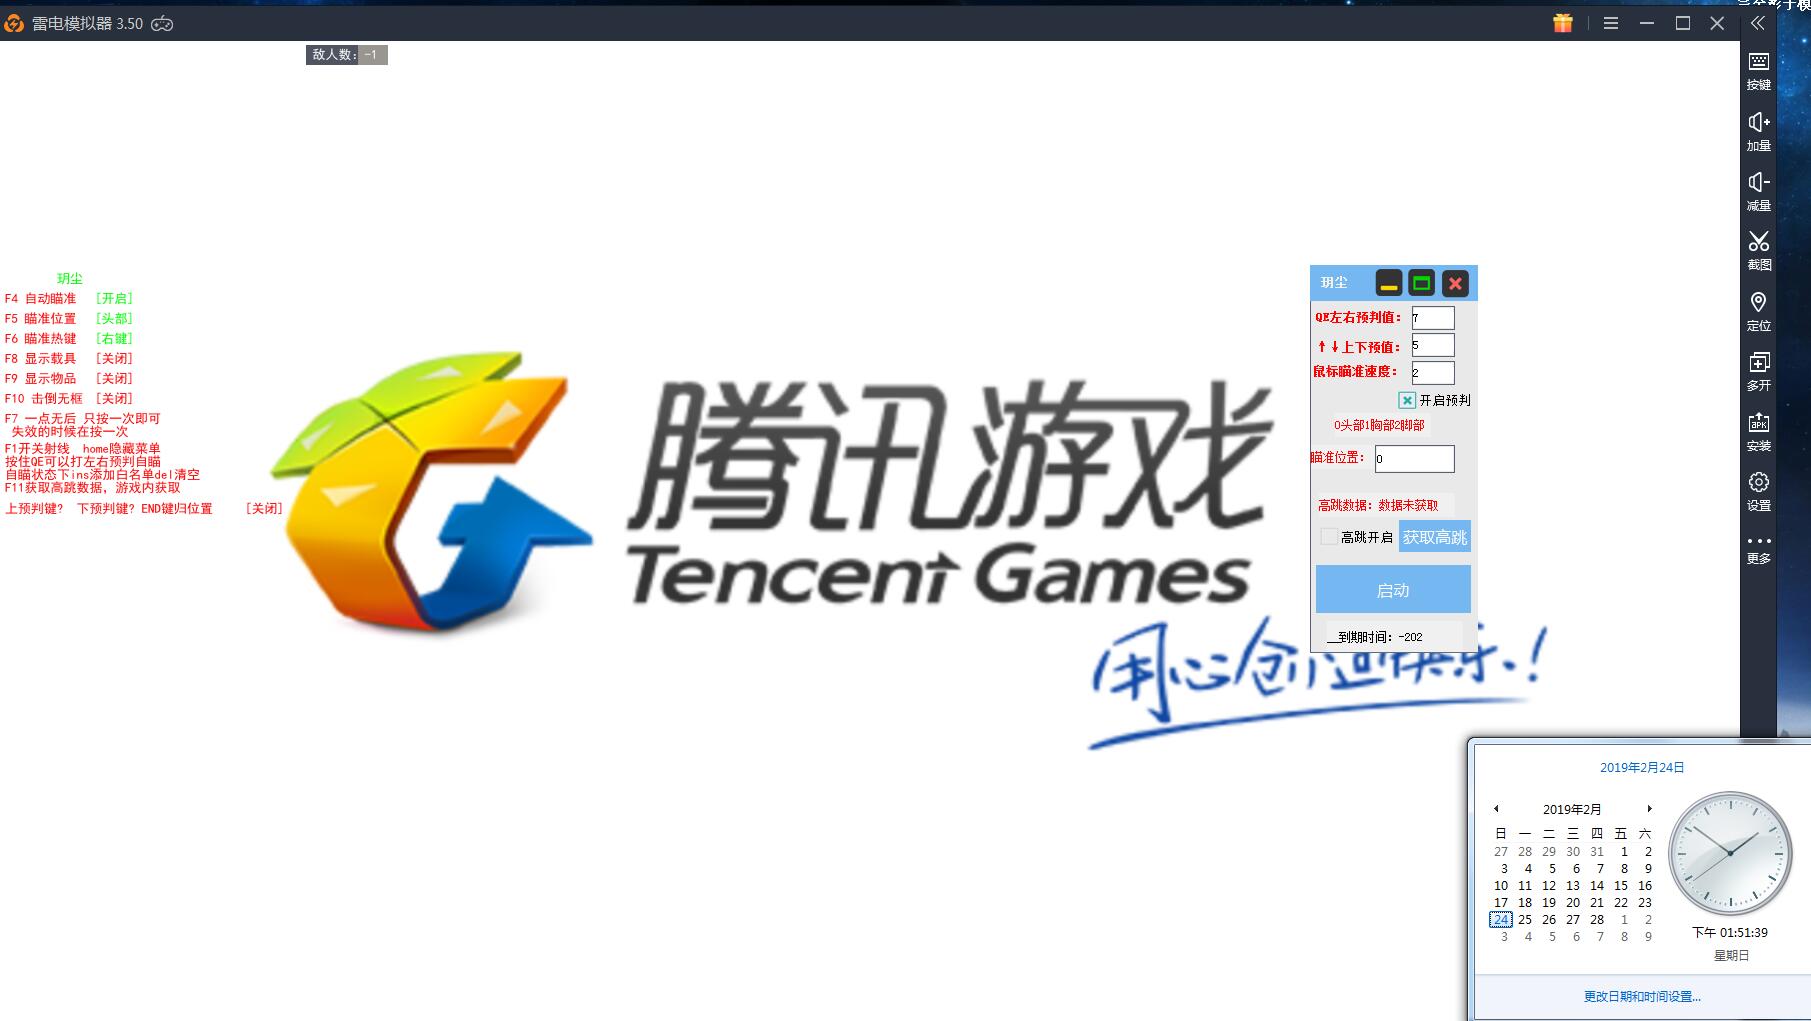 雷电模拟器 3.50
敌人数: -1
玥尘
F4 自动瞄准 [开启]
F5 瞄准位置 [头部]
F6 瞄准热键 [右键]
F8 显示载具 [关闭]
F9 显示物品 [关闭]
F10 击倒无框 [关闭]
F7 一点无后 只按一次即可
失效的时候在按一次
F1开关射线 home隐藏菜单
按住QE可以打左右预判自瞄
自瞄状态下ins添加白名单del清空
F11获取高跳数据，游戏内获取
上预判键? 下预判键? END键归位置 [关闭]
腾讯游戏
Tencent Games
用心创造快乐.!
玥尘
QE左右预判值: 7
↑↓上下预值: 5
鼠标瞄准速度: 2
开启预判
0头部1胸部2脚部
瞄准位置: 0
高跳数据: 数据未获取
高跳开启 获取高跳
启动
__到期时间: -202
按键
加量
减量
截图
定位
多开
APK
安装
设置
更多
2019年2月24日
2019年2月
日 一 二 三 四 五 六
27 28 29 30 31 1 2
3 4 5 6 7 8 9
10 11 12 13 14 15 16
17 18 19 20 21 22 23
24 25 26 27 28 1 2
3 4 5 6 7 8 9
下午 01:51:39
星期日
更改日期和时间设置...